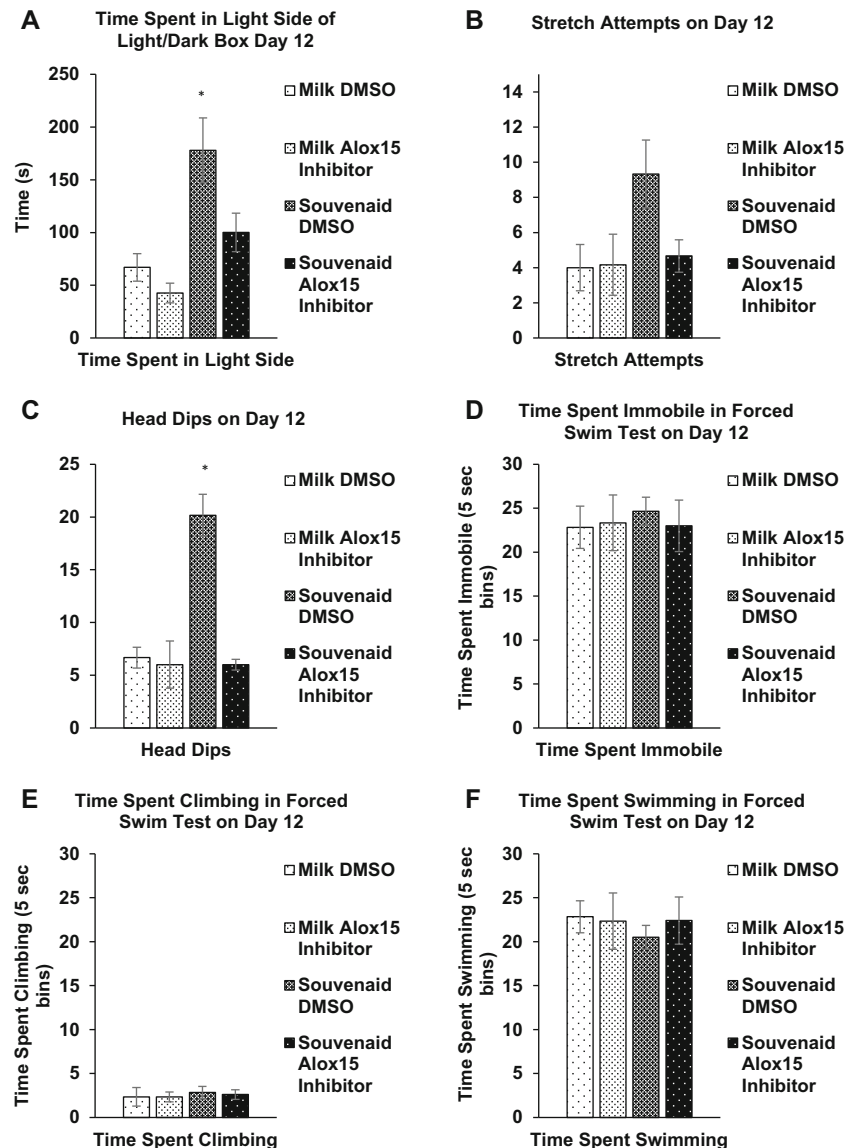 A
Time Spent in Light Side of
Light/Dark Box Day 12
Time (s)
250
200
150
100
50
0
*
Time Spent in Light Side
Milk DMSO
Milk Alox15
Inhibitor
Souvenaid
DMSO
Souvenaid
Alox15
Inhibitor
B
Stretch Attempts on Day 12
14
12
10
8
6
4
2
0
Stretch Attempts
Milk DMSO
Milk Alox15
Inhibitor
Souvenaid
DMSO
Souvenaid
Alox15
Inhibitor
C
Head Dips on Day 12
25
20
15
10
5
0
*
Head Dips
Milk DMSO
Milk Alox15
Inhibitor
Souvenaid
DMSO
Souvenaid
Alox15
Inhibitor
D
Time Spent Immobile in Forced
Swim Test on Day 12
Time Spent Immobile (5 sec
bins)
30
25
20
15
10
5
0
Time Spent Immobile
Milk DMSO
Milk Alox15
Inhibitor
Souvenaid
DMSO
Souvenaid
Alox15
Inhibitor
E
Time Spent Climbing in Forced
Swim Test on Day 12
Time Spent Climbing (5 sec
bins)
30
25
20
15
10
5
0
Time Spent Climbing
Milk DMSO
Milk Alox15
Inhibitor
Souvenaid
DMSO
Souvenaid
Alox15
Inhibitor
F
Time Spent Swimming in Forced
Swim Test on Day 12
Time Spent Swimming (5 sec
bins)
30
25
20
15
10
5
0
Time Spent Swimming
Milk DMSO
Milk Alox15
Inhibitor
Souvenaid
DMSO
Souvenaid
Alox15
Inhibitor